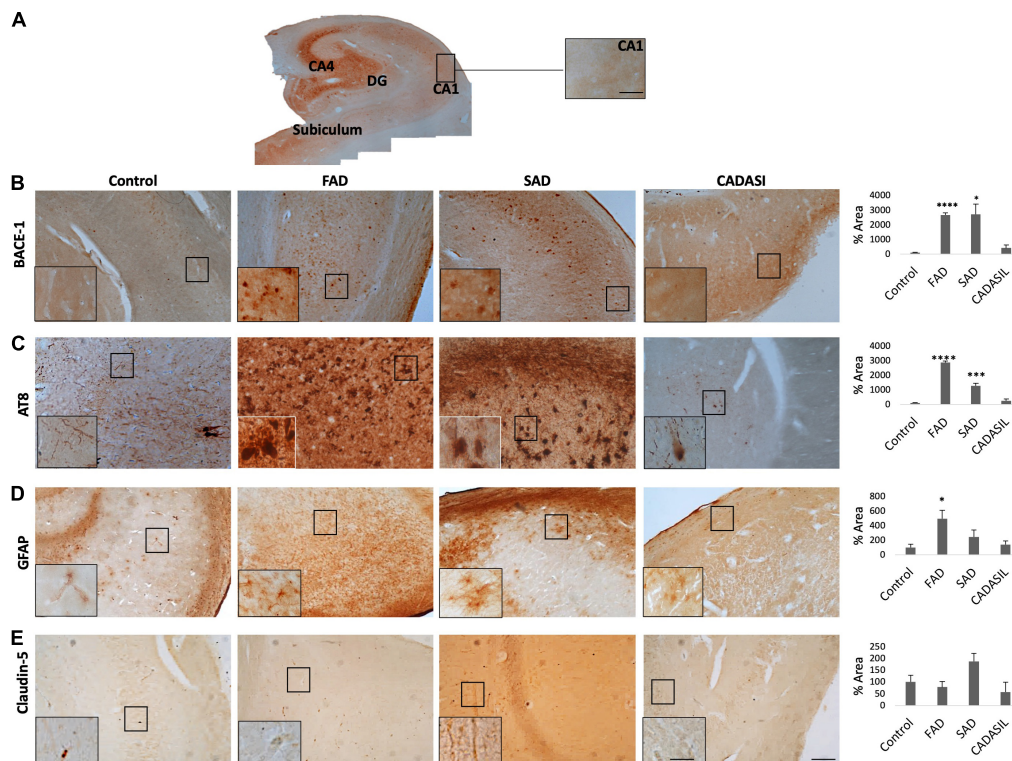 A
CA4
DG
CA1
Subiculum
CA1
Control
FAD
SAD
CADASI
B
BACE-1
% Area
4000
3000
2000
1000
0
****
*
Control
FAD
SAD
CADASIL
C
AT8
% Area
4000
3000
2000
1000
0
****
***
Control
FAD
SAD
CADASIL
D
GFAP
% Area
800
600
400
200
0
*
Control
FAD
SAD
CADASIL
E
Claudin-5
% Area
250
200
150
100
50
0
Control
FAD
SAD
CADASIL